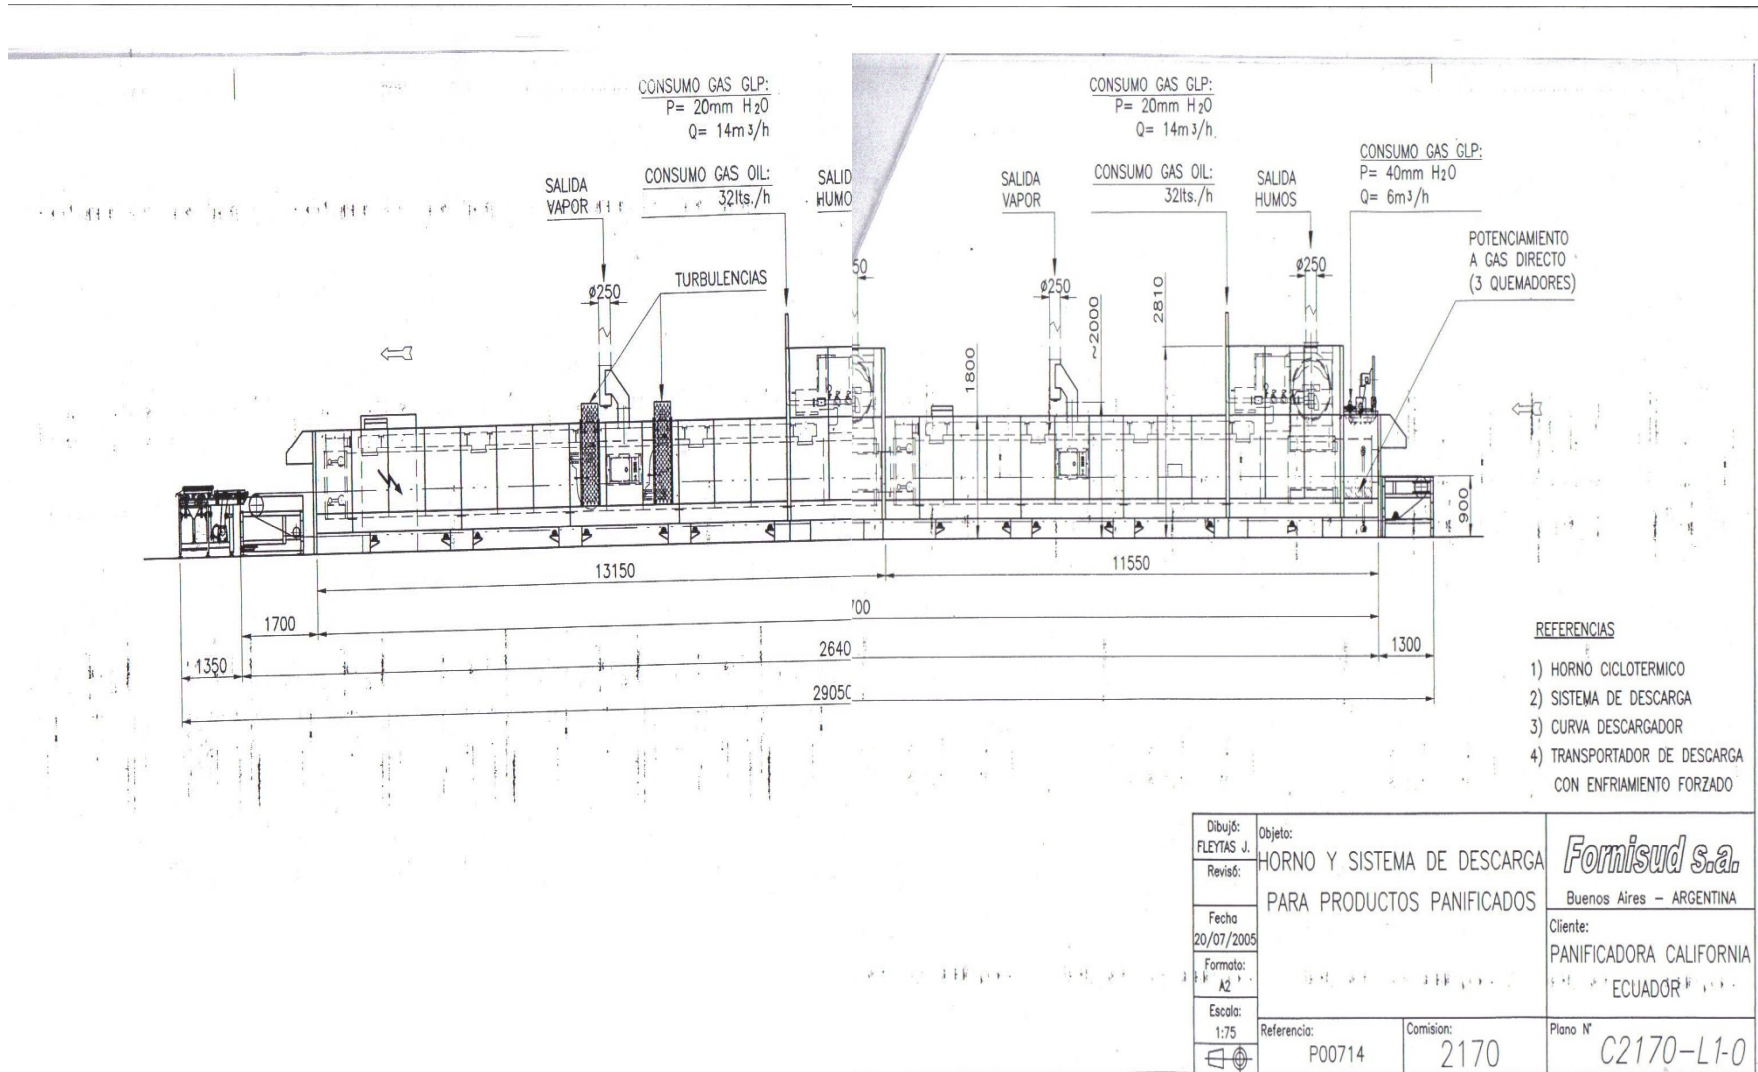 CONSUMO GAS GLP:
P= 20mm H2O
Q= 14m3/h
CONSUMO GAS OIL:
32lts./h
SALIDA
VAPOR
SALID
HUMO
Ø250
TURBULENCIAS
13150
1700
1350
2640
29050
CONSUMO GAS GLP:
P= 20mm H2O
Q= 14m3/h
CONSUMO GAS OIL:
32lts./h
SALIDA
VAPOR
SALIDA
HUMOS
CONSUMO GAS GLP:
P= 40mm H2O
Q= 6m3/h
POTENCIAMIENTO
A GAS DIRECTO
(3 QUEMADORES)
50
Ø250
Ø250
1800
~2000
2810
900
11550
700
1300
REFERENCIAS
1) HORNO CICLOTERMICO
2) SISTEMA DE DESCARGA
3) CURVA DESCARGADOR
4) TRANSPORTADOR DE DESCARGA
CON ENFRIAMIENTO FORZADO
Dibujó:
FLEYTAS J.
Revisó:
Fecha
20/07/2005
Formato:
A2
Escala:
1:75
Objeto:
HORNO Y SISTEMA DE DESCARGA
PARA PRODUCTOS PANIFICADOS
Referencia:
P00714
Comision:
2170
Fornisud s.a.
Buenos Aires - ARGENTINA
Cliente:
PANIFICADORA CALIFORNIA
ECUADOR
Plano N°
C2170-L1-0